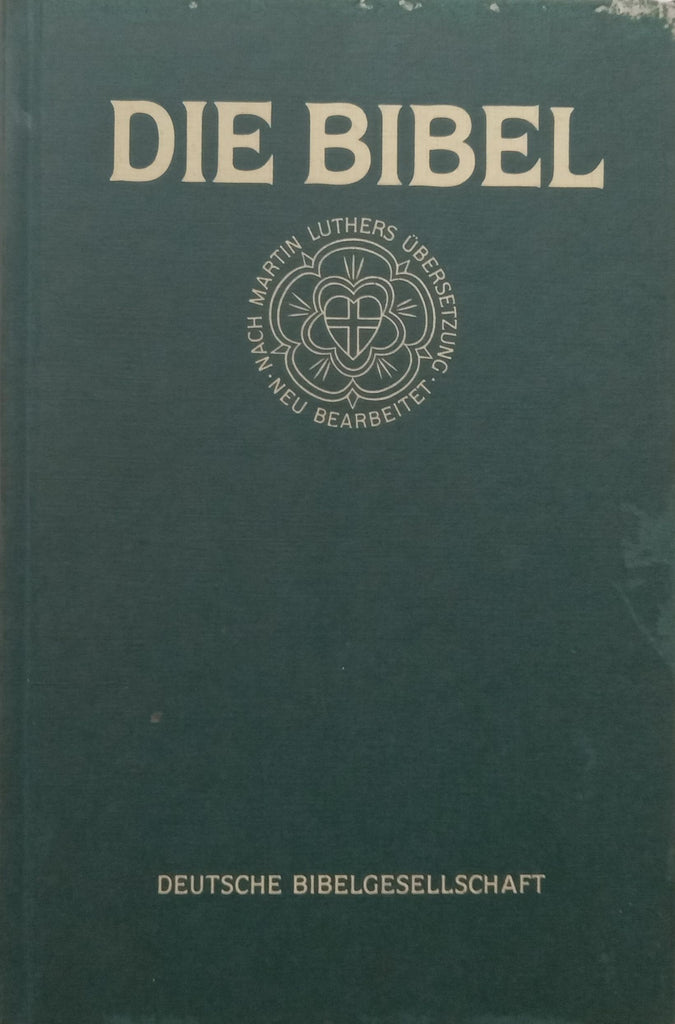 DIE BIBEL
NACH MARTIN LUTHERS ÜBERSETZUNG · NEU BEARBEITET ·
DEUTSCHE BIBELGESELLSCHAFT